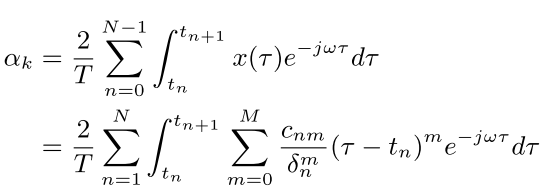 α_k = \frac{2}{T} \sum_{n=0}^{N-1} \int_{t_n}^{t_{n+1}} x(τ)e^{-jωτ}dτ
= \frac{2}{T} \sum_{n=1}^{N} \int_{t_n}^{t_{n+1}} \sum_{m=0}^{M} \frac{c_{nm}}{δ_n^m}(τ - t_n)^m e^{-jωτ}dτ